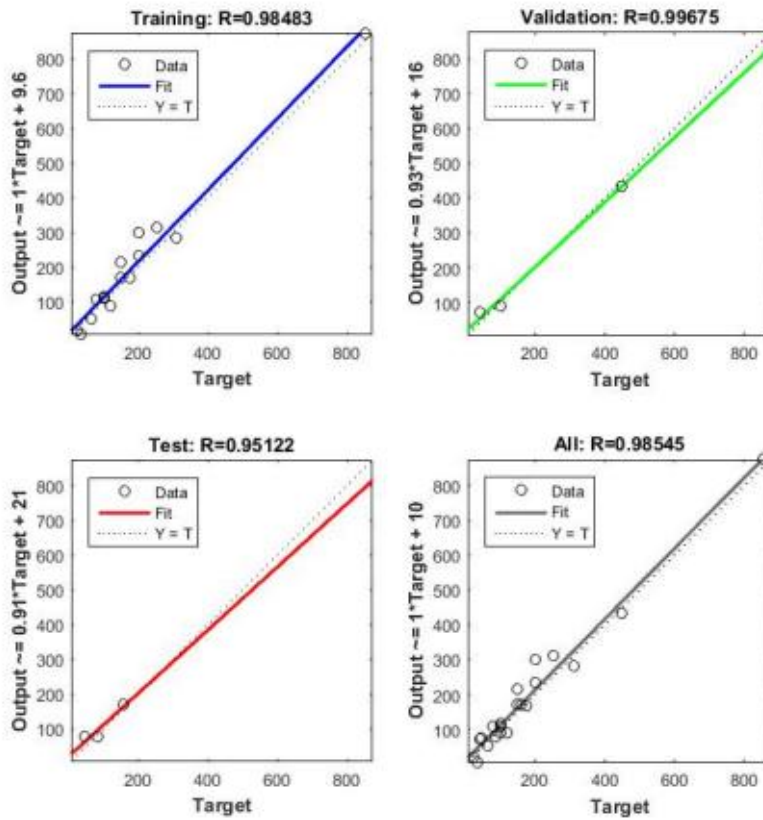 Training: R=0.98483
Output ~= 1*Target + 9.6
800
700
600
500
400
300
200
100
Data
Fit
Y = T
200 400 600 800
Target
Validation: R=0.99675
Output ~= 0.93*Target + 16
800
700
600
500
400
300
200
100
Data
Fit
Y = T
200 400 600 800
Target
Test: R=0.95122
Output ~= 0.91*Target + 21
800
700
600
500
400
300
200
100
Data
Fit
Y = T
200 400 600 800
Target
All: R=0.98545
Output ~= 1*Target + 10
800
700
600
500
400
300
200
100
Data
Fit
Y = T
200 400 600 800
Target